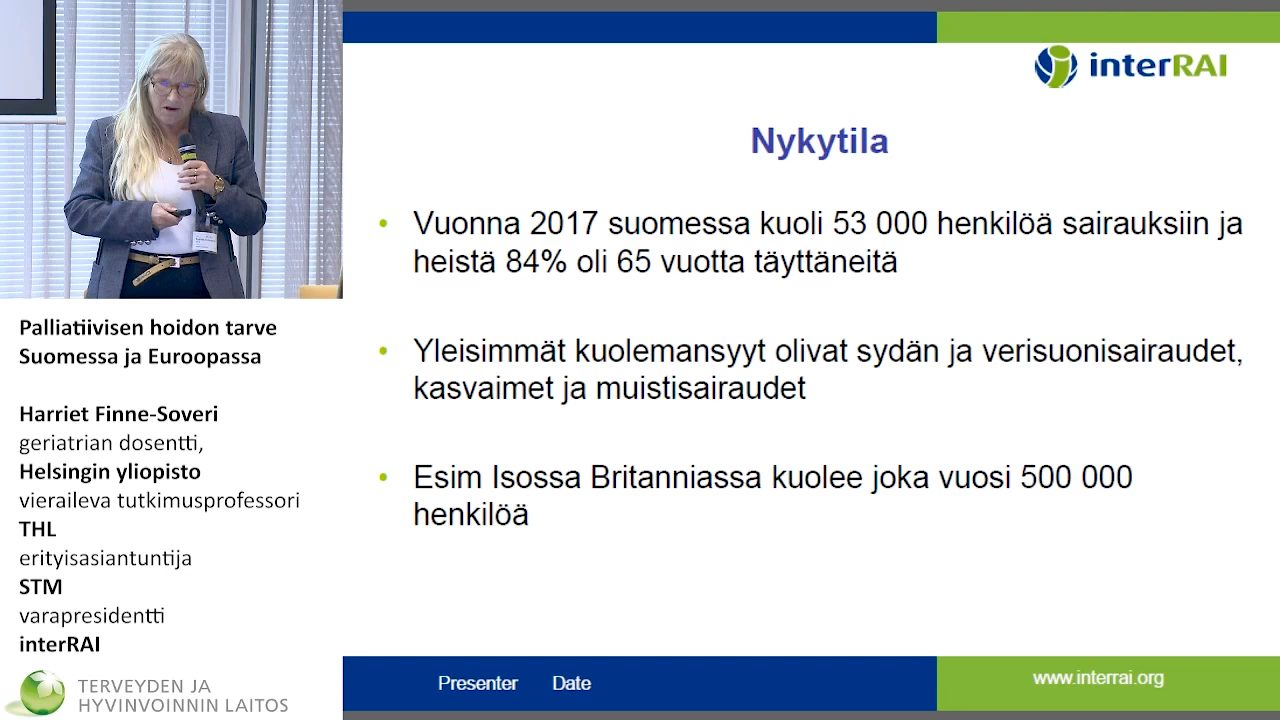 interRAI
Nykytila
• Vuonna 2017 suomessa kuoli 53 000 henkilöä sairauksiin ja
heistä 84% oli 65 vuotta täyttäneitä
• Yleisimmät kuolemansyyt olivat sydän ja verisuonisairaudet,
kasvaimet ja muistisairaudet
• Esim Isossa Britanniassa kuolee joka vuosi 500 000
henkilöä
Presenter Date
www.interrai.org
Palliatiivisen hoidon tarve
Suomessa ja Euroopassa
Harriet Finne-Soveri
geriatrian dosentti,
Helsingin yliopisto
vieraileva tutkimusprofessori
THL
erityisasiantuntija
STM
varapresidentti
interRAI
TERVEYDEN JA
HYVINVOINNIN LAITOS